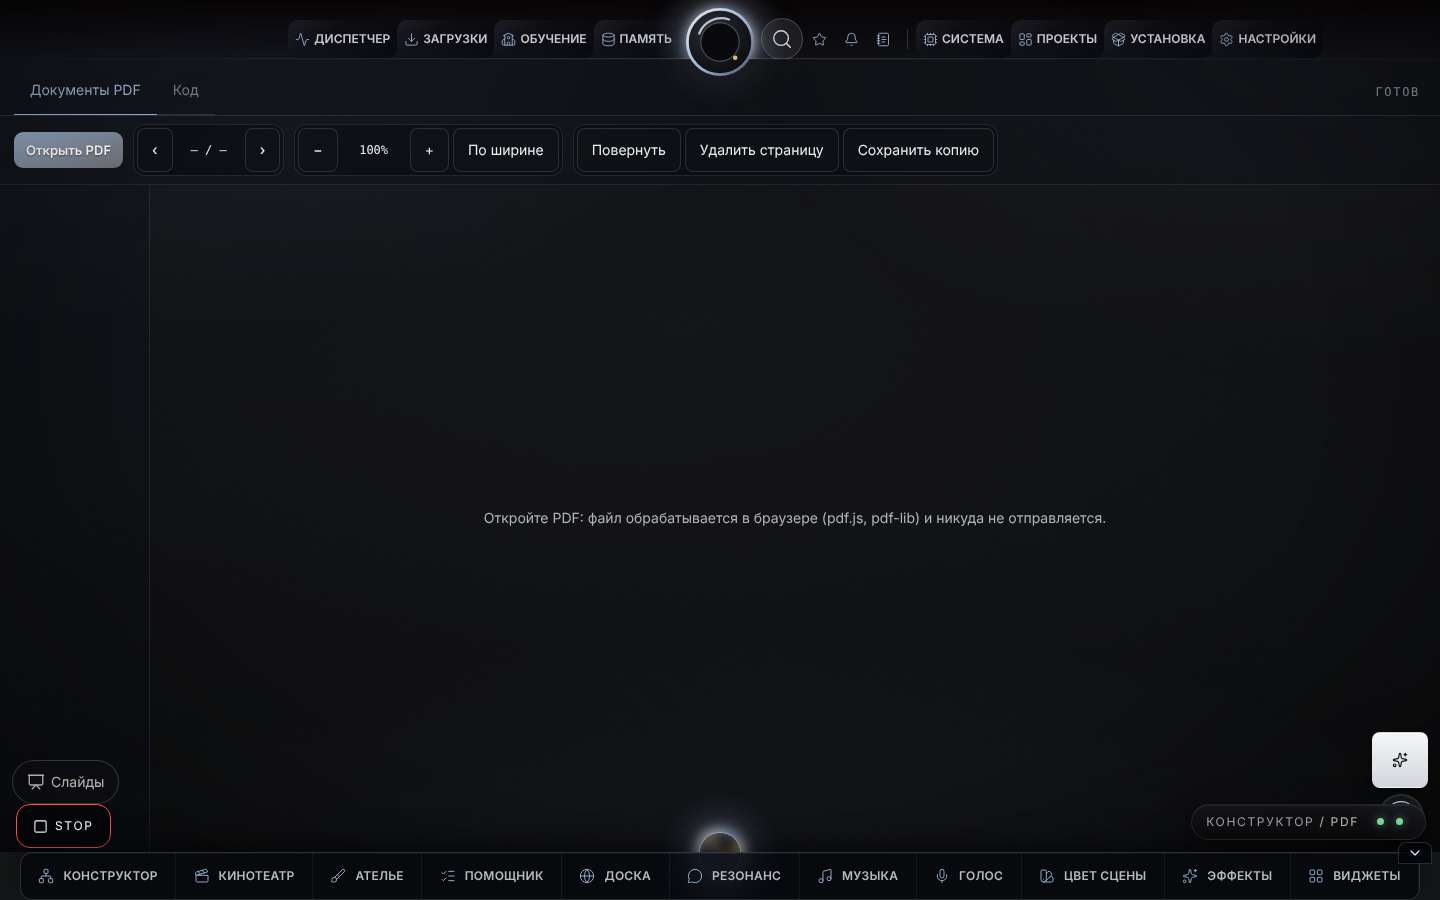 ДИСПЕТЧЕР ЗАГРУЗКИ ОБУЧЕНИЕ ПАМЯТЬ СИСТЕМА ПРОЕКТЫ УСТАНОВКА НАСТРОЙКИ
Документы PDF Код ГОТОВ
Открыть PDF ‹ — / — › − 100% + По ширине Повернуть Удалить страницу Сохранить копию
Откройте PDF: файл обрабатывается в браузере (pdf.js, pdf-lib) и никуда не отправляется.
Слайды
STOP
КОНСТРУКТОР / PDF
КОНСТРУКТОР КИНОТЕАТР АТЕЛЬЕ ПОМОЩНИК ДОСКА РЕЗОНАНС МУЗЫКА ГОЛОС ЦВЕТ СЦЕНЫ ЭФФЕКТЫ ВИДЖЕТЫ